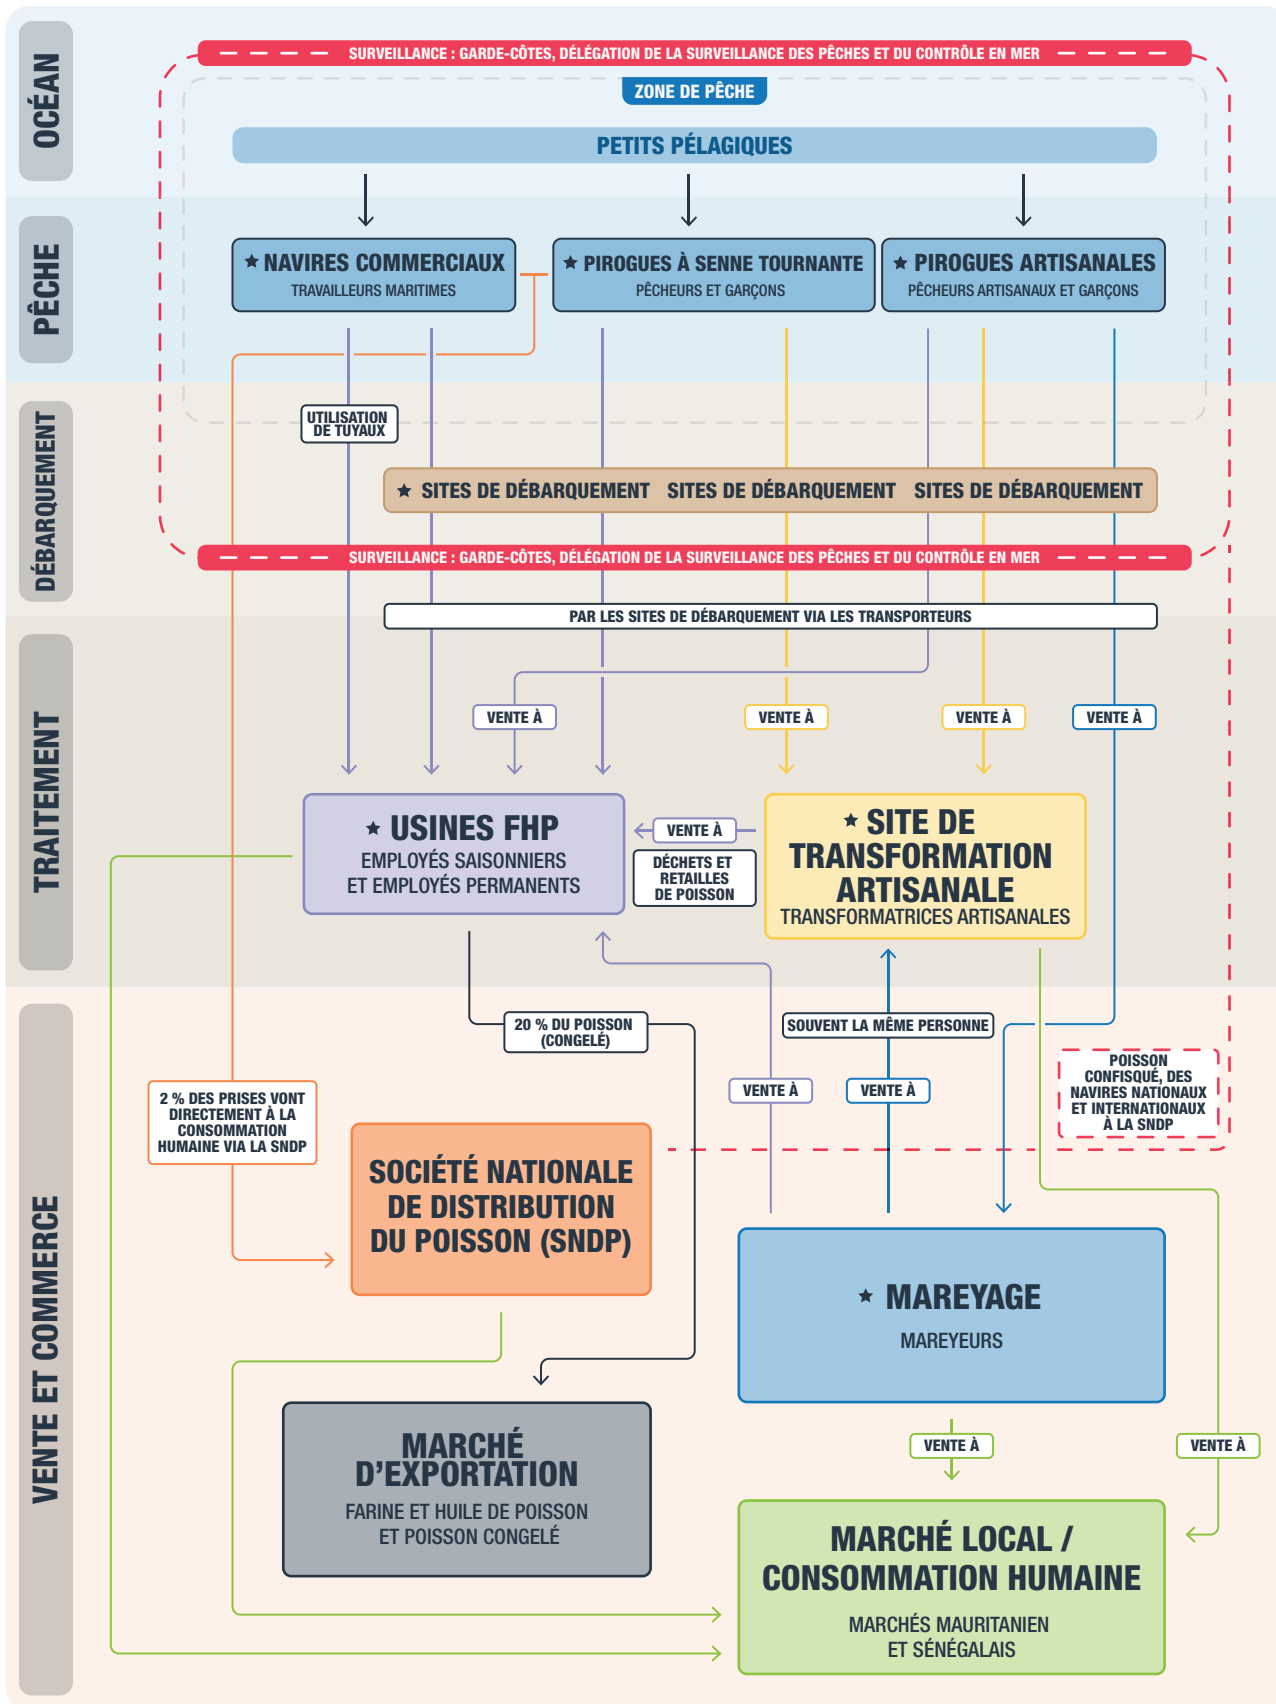 OCÉAN
SURVEILLANCE : GARDE-CÔTES, DÉLÉGATION DE LA SURVEILLANCE DES PÊCHES ET DU CONTRÔLE EN MER
ZONE DE PÊCHE
PETITS PÉLAGIQUES
PÊCHE
★ NAVIRES COMMERCIAUX
TRAVAILLEURS MARITIMES
★ PIROGUES À SENNE TOURNANTE
PÊCHEURS ET GARÇONS
★ PIROGUES ARTISANALES
PÊCHEURS ARTISANAUX ET GARÇONS
DÉBARQUEMENT
UTILISATION
DE TUYAUX
★ SITES DE DÉBARQUEMENT SITES DE DÉBARQUEMENT SITES DE DÉBARQUEMENT
SURVEILLANCE : GARDE-CÔTES, DÉLÉGATION DE LA SURVEILLANCE DES PÊCHES ET DU CONTRÔLE EN MER
PAR LES SITES DE DÉBARQUEMENT VIA LES TRANSPORTEURS
TRAITEMENT
VENTE À
VENTE À
VENTE À
VENTE À
★ USINES FHP
EMPLOYÉS SAISONNIERS
ET EMPLOYÉS PERMANENTS
VENTE À
DÉCHETS ET
RETAILLES
DE POISSON
★ SITE DE
TRANSFORMATION
ARTISANALE
TRANSFORMATRICES ARTISANALES
VENTE ET COMMERCE
20 % DU POISSON
(CONGELÉ)
SOUVENT LA MÊME PERSONNE
VENTE À
VENTE À
POISSON
CONFISQUÉ, DES
NAVIRES NATIONAUX
ET INTERNATIONAUX
À LA SNDP
2 % DES PRISES VONT
DIRECTEMENT À LA
CONSOMMATION
HUMAINE VIA LA SNDP
SOCIÉTÉ NATIONALE
DE DISTRIBUTION
DU POISSON (SNDP)
★ MAREYAGE
MAREYEURS
MARCHÉ
D'EXPORTATION
FARINE ET HUILE DE POISSON
ET POISSON CONGELÉ
VENTE À
VENTE À
MARCHÉ LOCAL /
CONSOMMATION HUMAINE
MARCHÉS MAURITANIEN
ET SÉNÉGALAIS